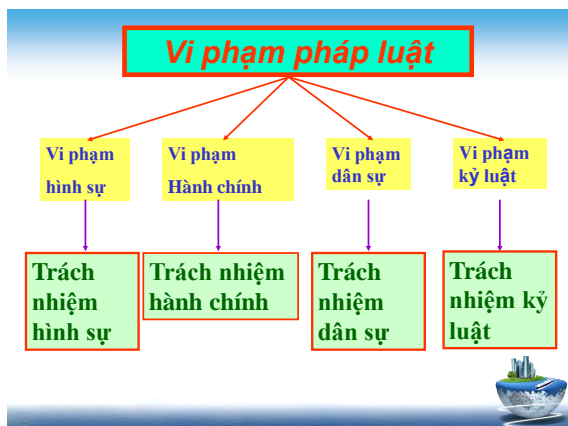 Vi phạm pháp luật
Vi phạm
hình sự
Vi phạm
Hành chính
Vi phạm
dân sự
Vi phạm
kỷ luật
Trách
nhiệm
hình sự
Trách nhiệm
hành chính
Trách
nhiệm
dân sự
Trách
nhiệm kỷ
luật